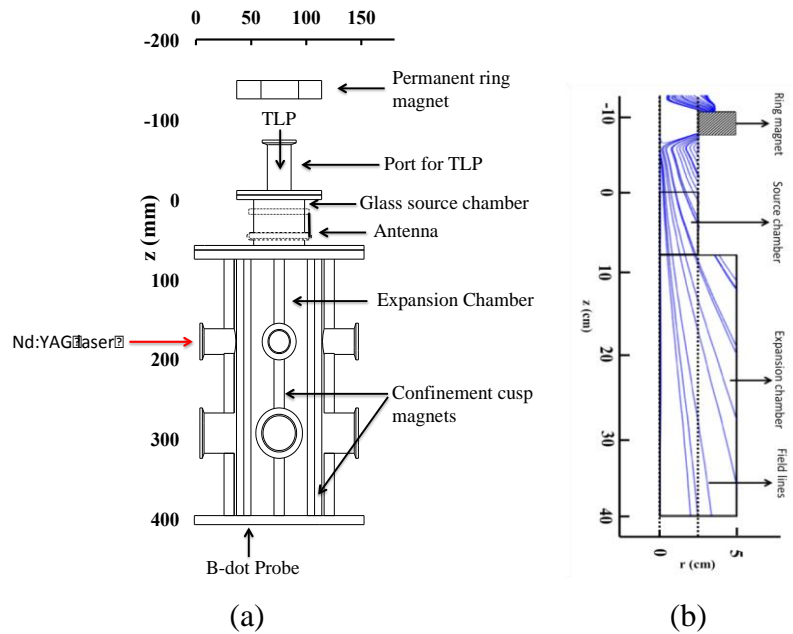 0 50 100 150
-200
Permanent ring
magnet
-100
TLP
Port for TLP
0
Glass source chamber
Antenna
z (mm)
100
Expansion Chamber
Nd:YAG laser
200
Confinement cusp
magnets
300
400
B-dot Probe
(a)
-10
0
10
20
30
40
z (cm)
0 5
r (cm)
Ring magnet
Source
chamber
Expansion
chamber
Field lines
(b)